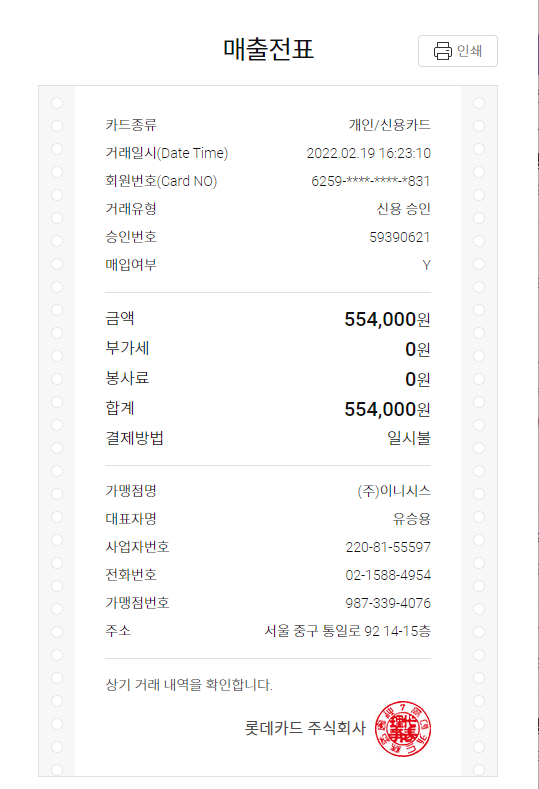 매출전표
인쇄
카드종류 개인/신용카드
거래일시(Date Time) 2022.02.19 16:23:10
회원번호(Card NO) 6259-****-****-*831
거래유형 신용 승인
승인번호 59390621
매입여부 Y
금액 554,000원
부가세 0원
봉사료 0원
합계 554,000원
결제방법 일시불
가맹점명 (주)이니시스
대표자명 유승용
사업자번호 220-81-55597
전화번호 02-1588-4954
가맹점번호 987-339-4076
주소 서울 중구 통일로 92 14-15층
상기 거래 내역을 확인합니다.
롯데카드 주식회사